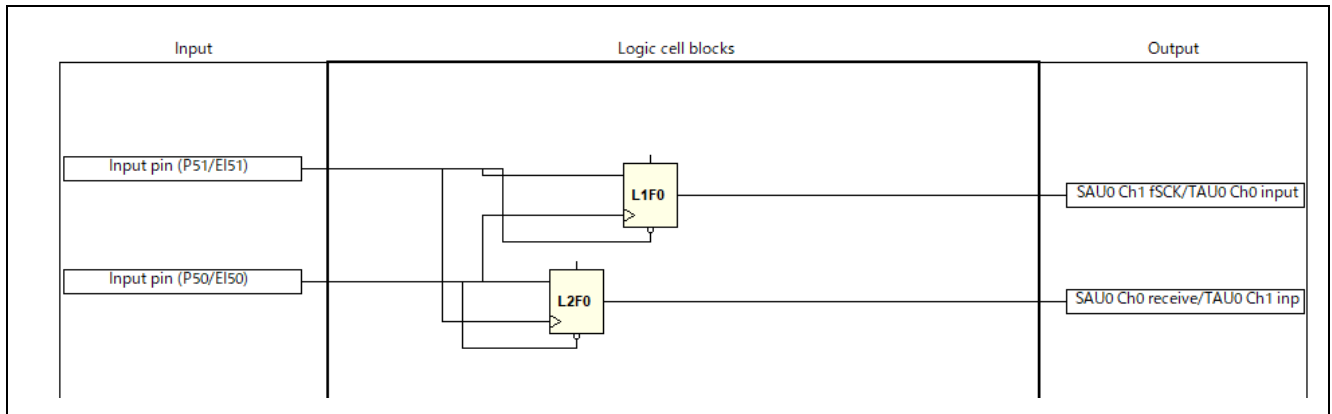 Input
Logic cell blocks
Output
Input pin (P51/EI51)
L1F0
SAU0 Ch1 fSCK/TAU0 Ch0 input
Input pin (P50/EI50)
L2F0
SAU0 Ch0 receive/TAU0 Ch1 inp